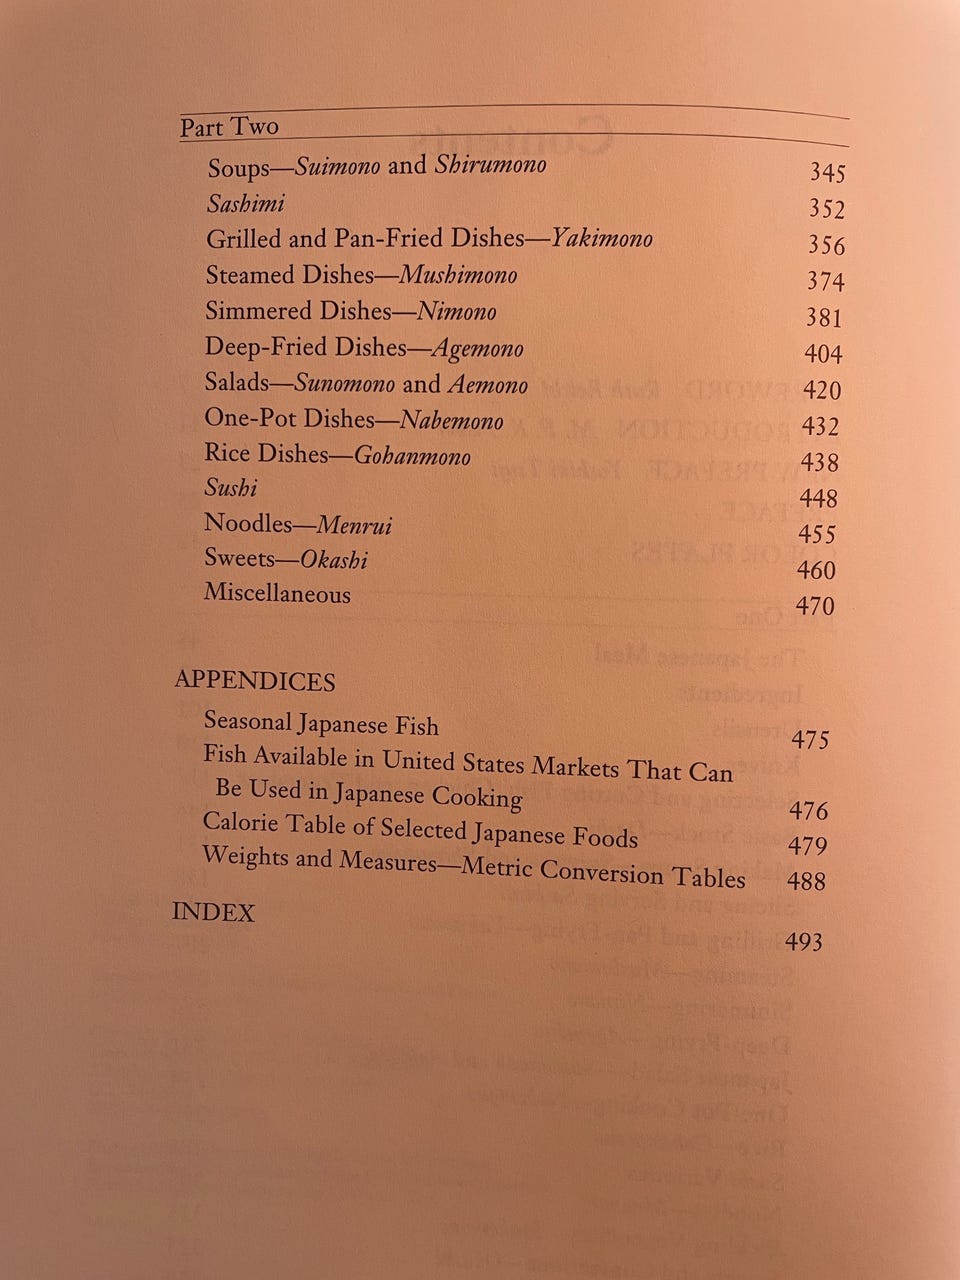 Part Two
Soups—Suimono and Shirumono 345
Sashimi 352
Grilled and Pan-Fried Dishes—Yakimono 356
Steamed Dishes—Mushimono 374
Simmered Dishes—Nimono 381
Deep-Fried Dishes—Agemono 404
Salads—Sunomono and Aemono 420
One-Pot Dishes—Nabemono 432
Rice Dishes—Gohanmono 438
Sushi 448
Noodles—Menrui 455
Sweets—Okashi 460
Miscellaneous 470
APPENDICES
Seasonal Japanese Fish 475
Fish Available in United States Markets That Can
Be Used in Japanese Cooking 476
Calorie Table of Selected Japanese Foods 479
Weights and Measures—Metric Conversion Tables 488
INDEX 493